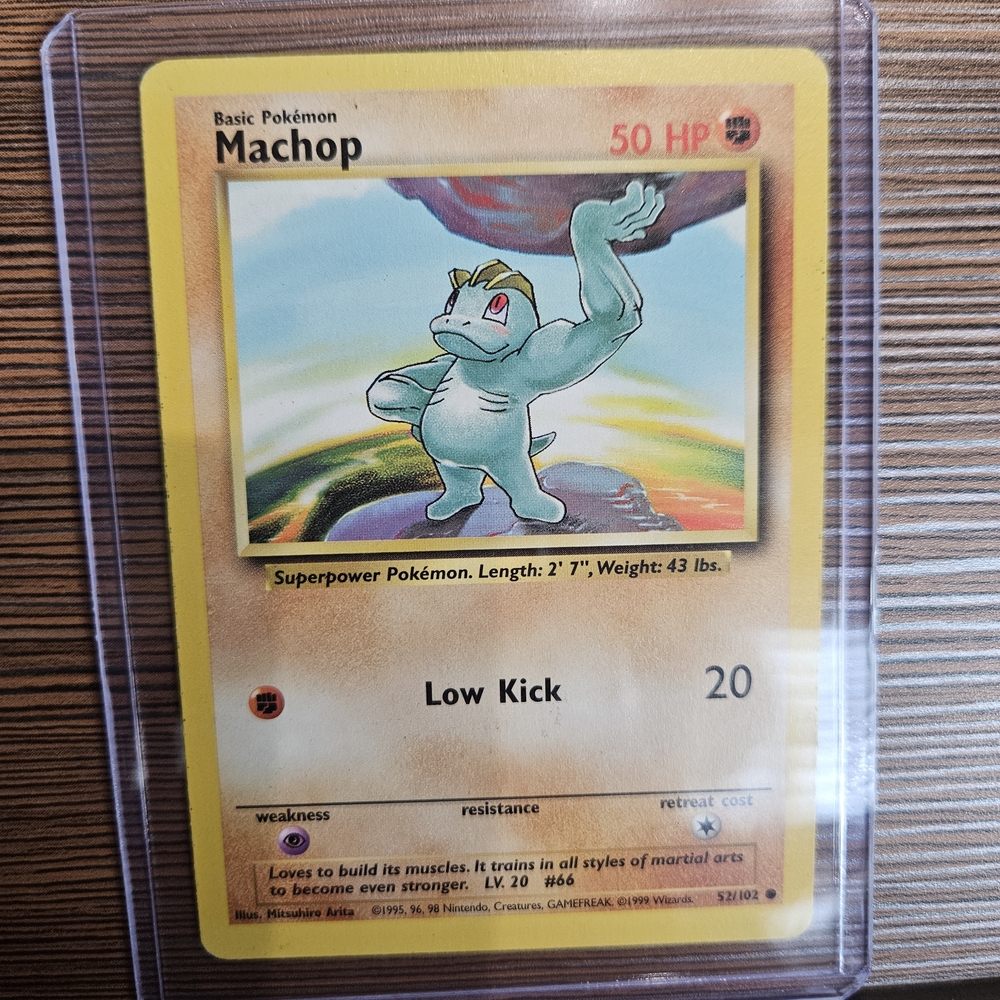 Basic Pokémon
Machop 50 HP
Superpower Pokémon. Length: 2' 7", Weight: 43 lbs.
Low Kick 20
weakness resistance retreat cost
Loves to build its muscles. It trains in all styles of martial arts
to become even stronger. LV. 20 #66
Illus. Mitsuhiro Arita ©1995, 96, 98 Nintendo, Creatures, GAMEFREAK. ©1999 Wizards. 52/102